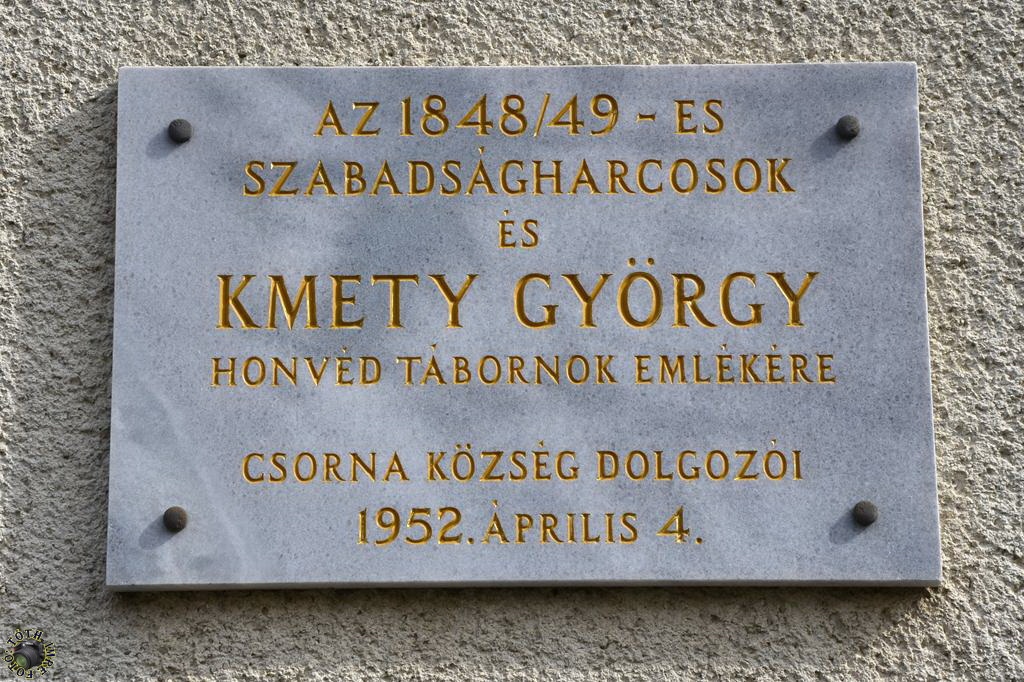 AZ 1848/49 - ES
SZABADSÁGHARCOSOK
ÉS
KMETY GYÖRGY
HONVÉD TÁBORNOK EMLÉKÉRE
CSORNA KÖZSÉG DOLGOZÓI
1952. ÁPRILIS 4.